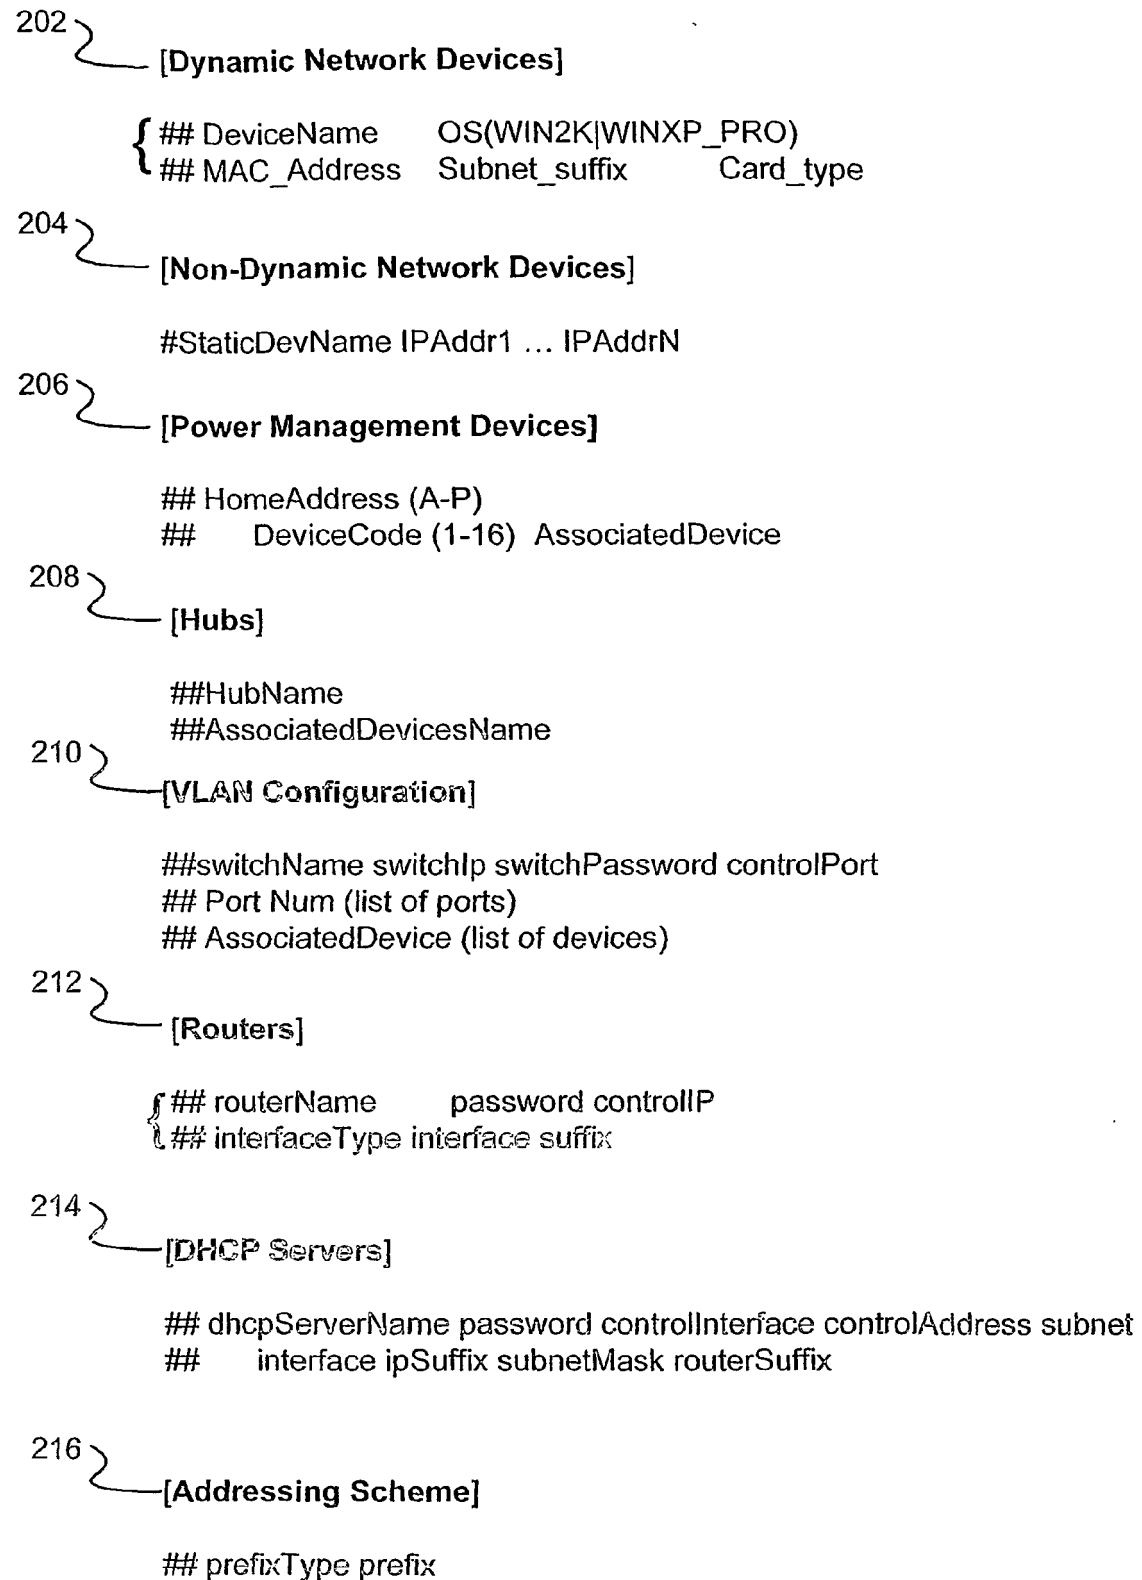 202
[Dynamic Network Devices]
## DeviceName OS(WIN2K|WINXP_PRO)
## MAC_Address Subnet_suffix Card_type
204
[Non-Dynamic Network Devices]
#StaticDevName IPAddr1 ... IPAddrN
206
[Power Management Devices]
## HomeAddress (A-P)
## DeviceCode (1-16) AssociatedDevice
208
[Hubs]
##HubName
##AssociatedDevicesName
210
[VLAN Configuration]
##switchName switchIp switchPassword controlPort
## Port Num (list of ports)
## AssociatedDevice (list of devices)
212
[Routers]
## routerName password controlIP
## interfaceType interface suffix
214
[DHCP Servers]
## dhcpServerName password controlInterface controlAddress subnet
## interface ipSuffix subnetMask routerSuffix
216
[Addressing Scheme]
## prefixType prefix